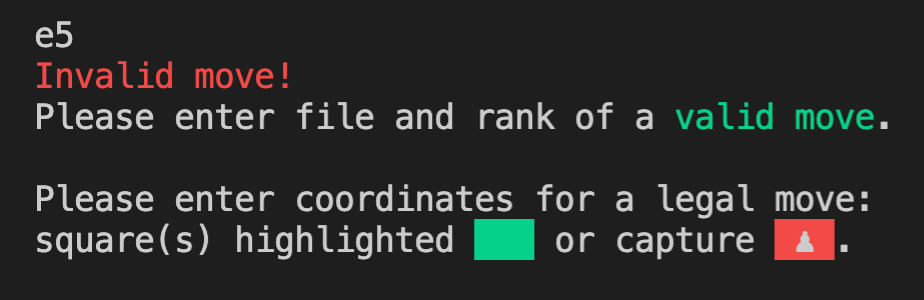 e5
Invalid move!
Please enter file and rank of a valid move.
Please enter coordinates for a legal move:
square(s) highlighted or capture ♟.